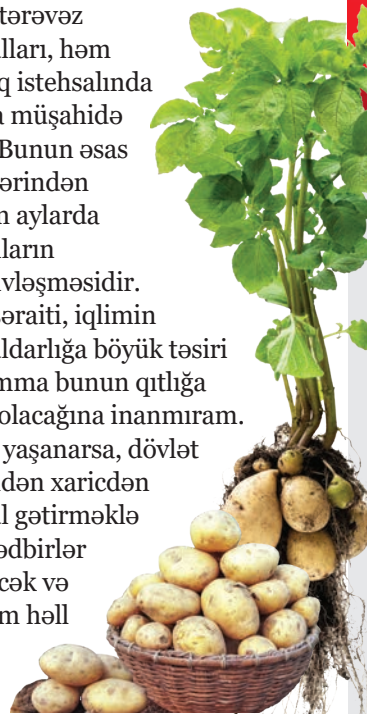 tərəvəz
lları, həm
q istehsalında
müşahidə
Bunun əsas
ərindən
n aylarda
ların
vləşməsidir.
əraiti, iqlimin
ldarlığa böyük təsiri
mma bunun qıtlığa
olacağına inanmıram.
yaşanarsa, dövlət
dən xaricdən
l gətirməklə
ədbirlər
cək və
m həll